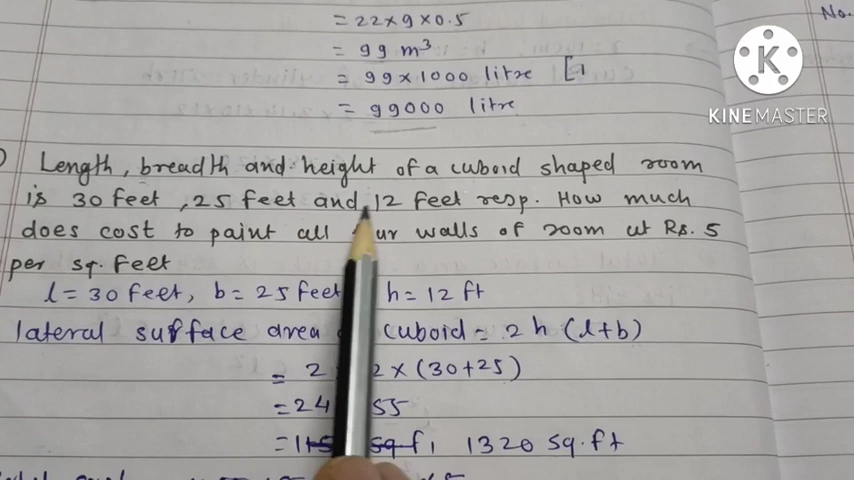 = 22 x 9 x 0.5
= 99 m³
= 99 x 1000 litre [
= 99000 litre
No.
K
KINEMASTER
Length, breadth and height of a cuboid shaped room
is 30 feet, 25 feet and 12 feet resp. How much
does cost to paint all ur walls of room at Rs. 5
per sq. feet
l = 30 feet, b = 25 feet h = 12 ft
lateral surface area cuboid = 2 h (l+b)
= 2 2 x (30+25)
= 24 55
= 1320 sq.ft